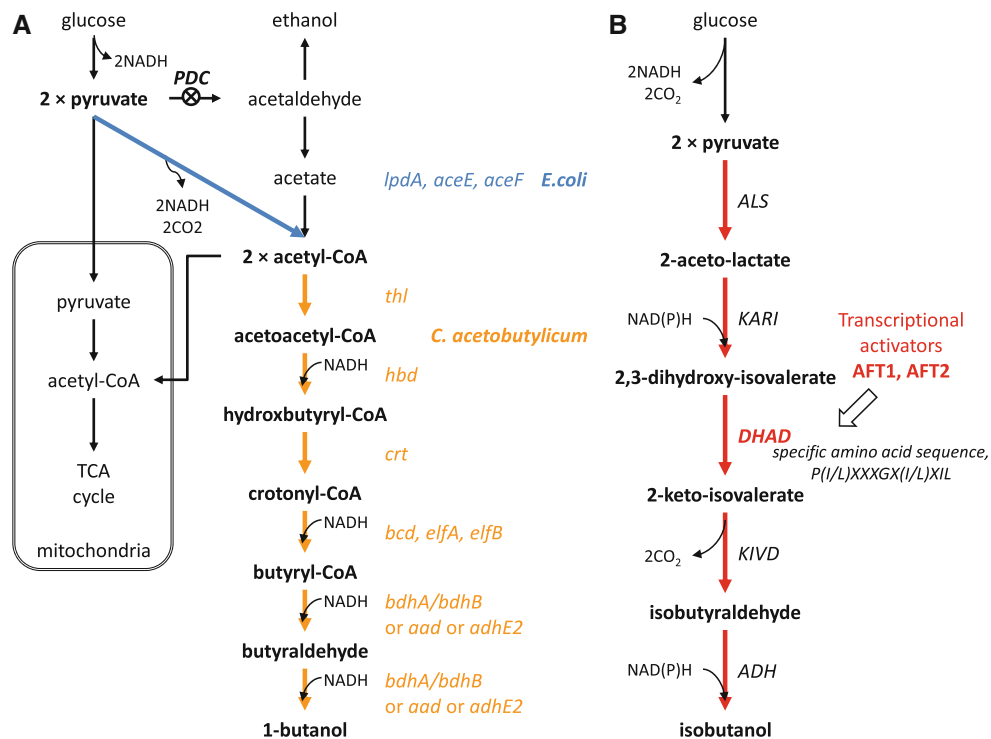 A
glucose
2NADH
2 × pyruvate
PDC
ethanol
acetaldehyde
acetate
2NADH
2CO2
lpdA, aceE, aceF E.coli
2 × acetyl-CoA
pyruvate
acetyl-CoA
TCA
cycle
mitochondria
thl
acetoacetyl-CoA
C. acetobutylicum
NADH
hbd
hydroxbutyryl-CoA
crt
crotonyl-CoA
NADH
bcd, elfA, elfB
butyryl-CoA
NADH
bdhA/bdhB
or aad or adhE2
butyraldehyde
NADH
bdhA/bdhB
or aad or adhE2
1-butanol
B
glucose
2NADH
2CO₂
2 × pyruvate
ALS
2-aceto-lactate
NAD(P)H
KARI
Transcriptional
activators
AFT1, AFT2
2,3-dihydroxy-isovalerate
DHAD
specific amino acid sequence,
P(I/L)XXXGX(I/L)XIL
2-keto-isovalerate
2CO₂
KIVD
isobutyraldehyde
NAD(P)H
ADH
isobutanol